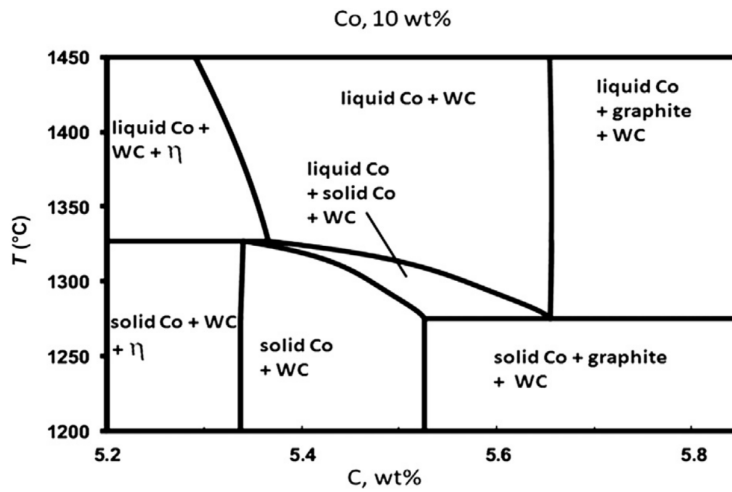 Co, 10 wt%
1450
1400
1350
1300
1250
1200
T (°C)
liquid Co +
WC + η
liquid Co + WC
liquid Co
+ graphite
+ WC
liquid Co
+ solid Co
+ WC
solid Co + WC
+ η
solid Co
+ WC
solid Co + graphite
+ WC
5.2
5.4
5.6
5.8
C, wt%